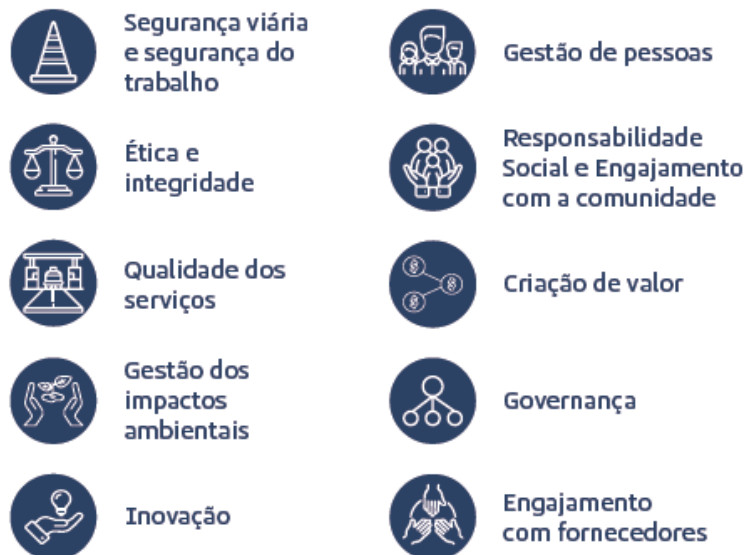 Segurança viária
e segurança do
trabalho
Gestão de pessoas
Ética e
integridade
Responsabilidade
Social e Engajamento
com a comunidade
Qualidade dos
serviços
Criação de valor
Gestão dos
impactos
ambientais
Governança
Inovação
Engajamento
com fornecedores